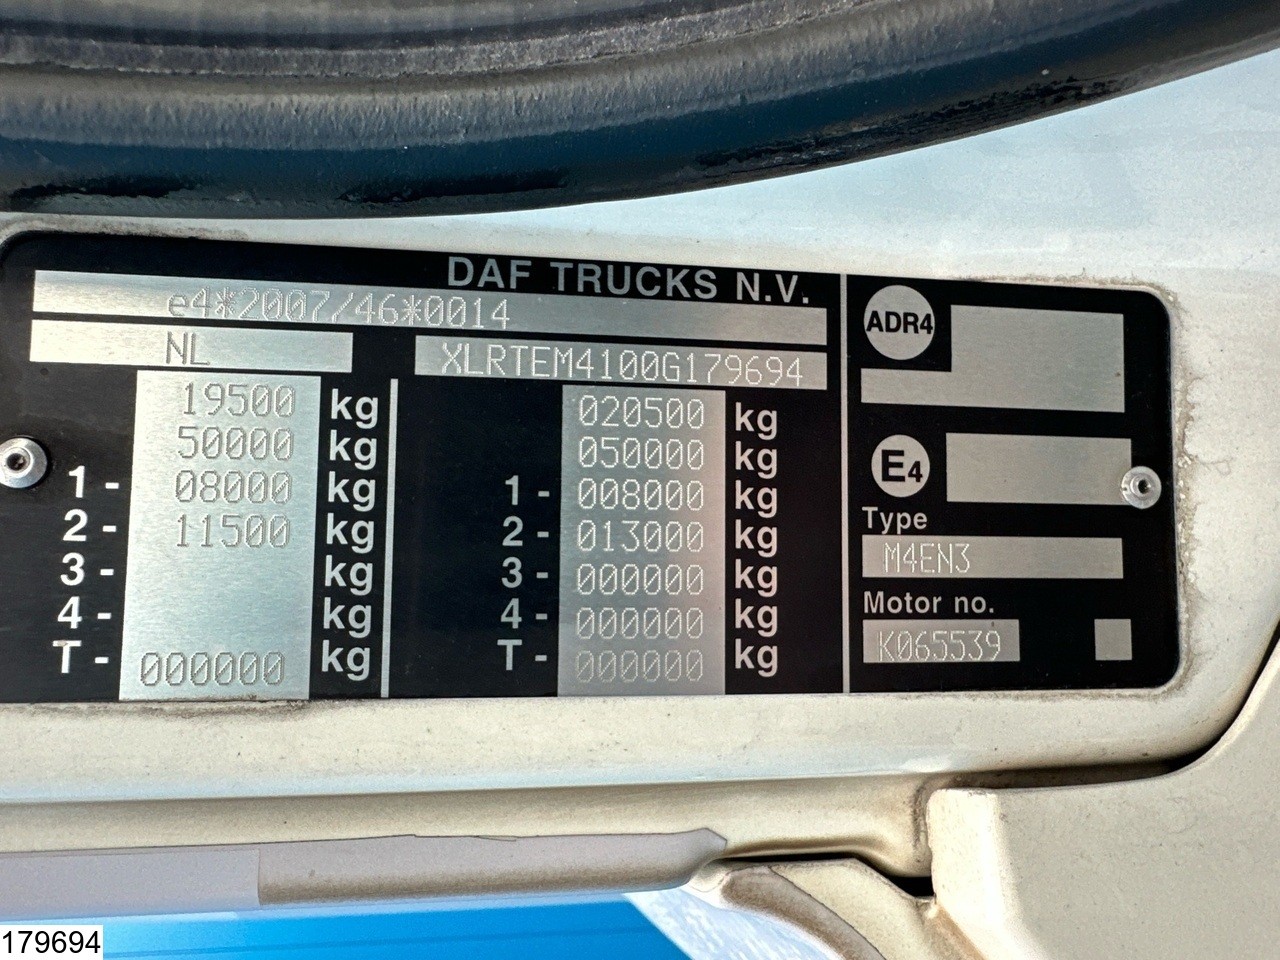 DAF TRUCKS N.V.
e4*2007/46*0014
NL XLRTEM4100G179694
19500 kg 020500 kg
50000 kg 050000 kg
1 - 08000 kg 1 - 008000 kg
2 - 11500 kg 2 - 013000 kg
3 - kg 3 - 000000 kg
4 - kg 4 - 000000 kg
T - 000000 kg T - 000000 kg
ADR4
E4
Type
M4EN3
Motor no.
K065539
179694